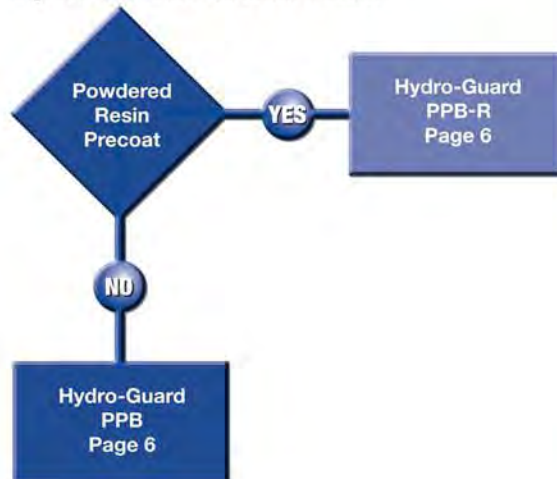 Powdered
Resin
Precoat
YES
Hydro-Guard
PPB-R
Page 6
NO
Hydro-Guard
PPB
Page 6